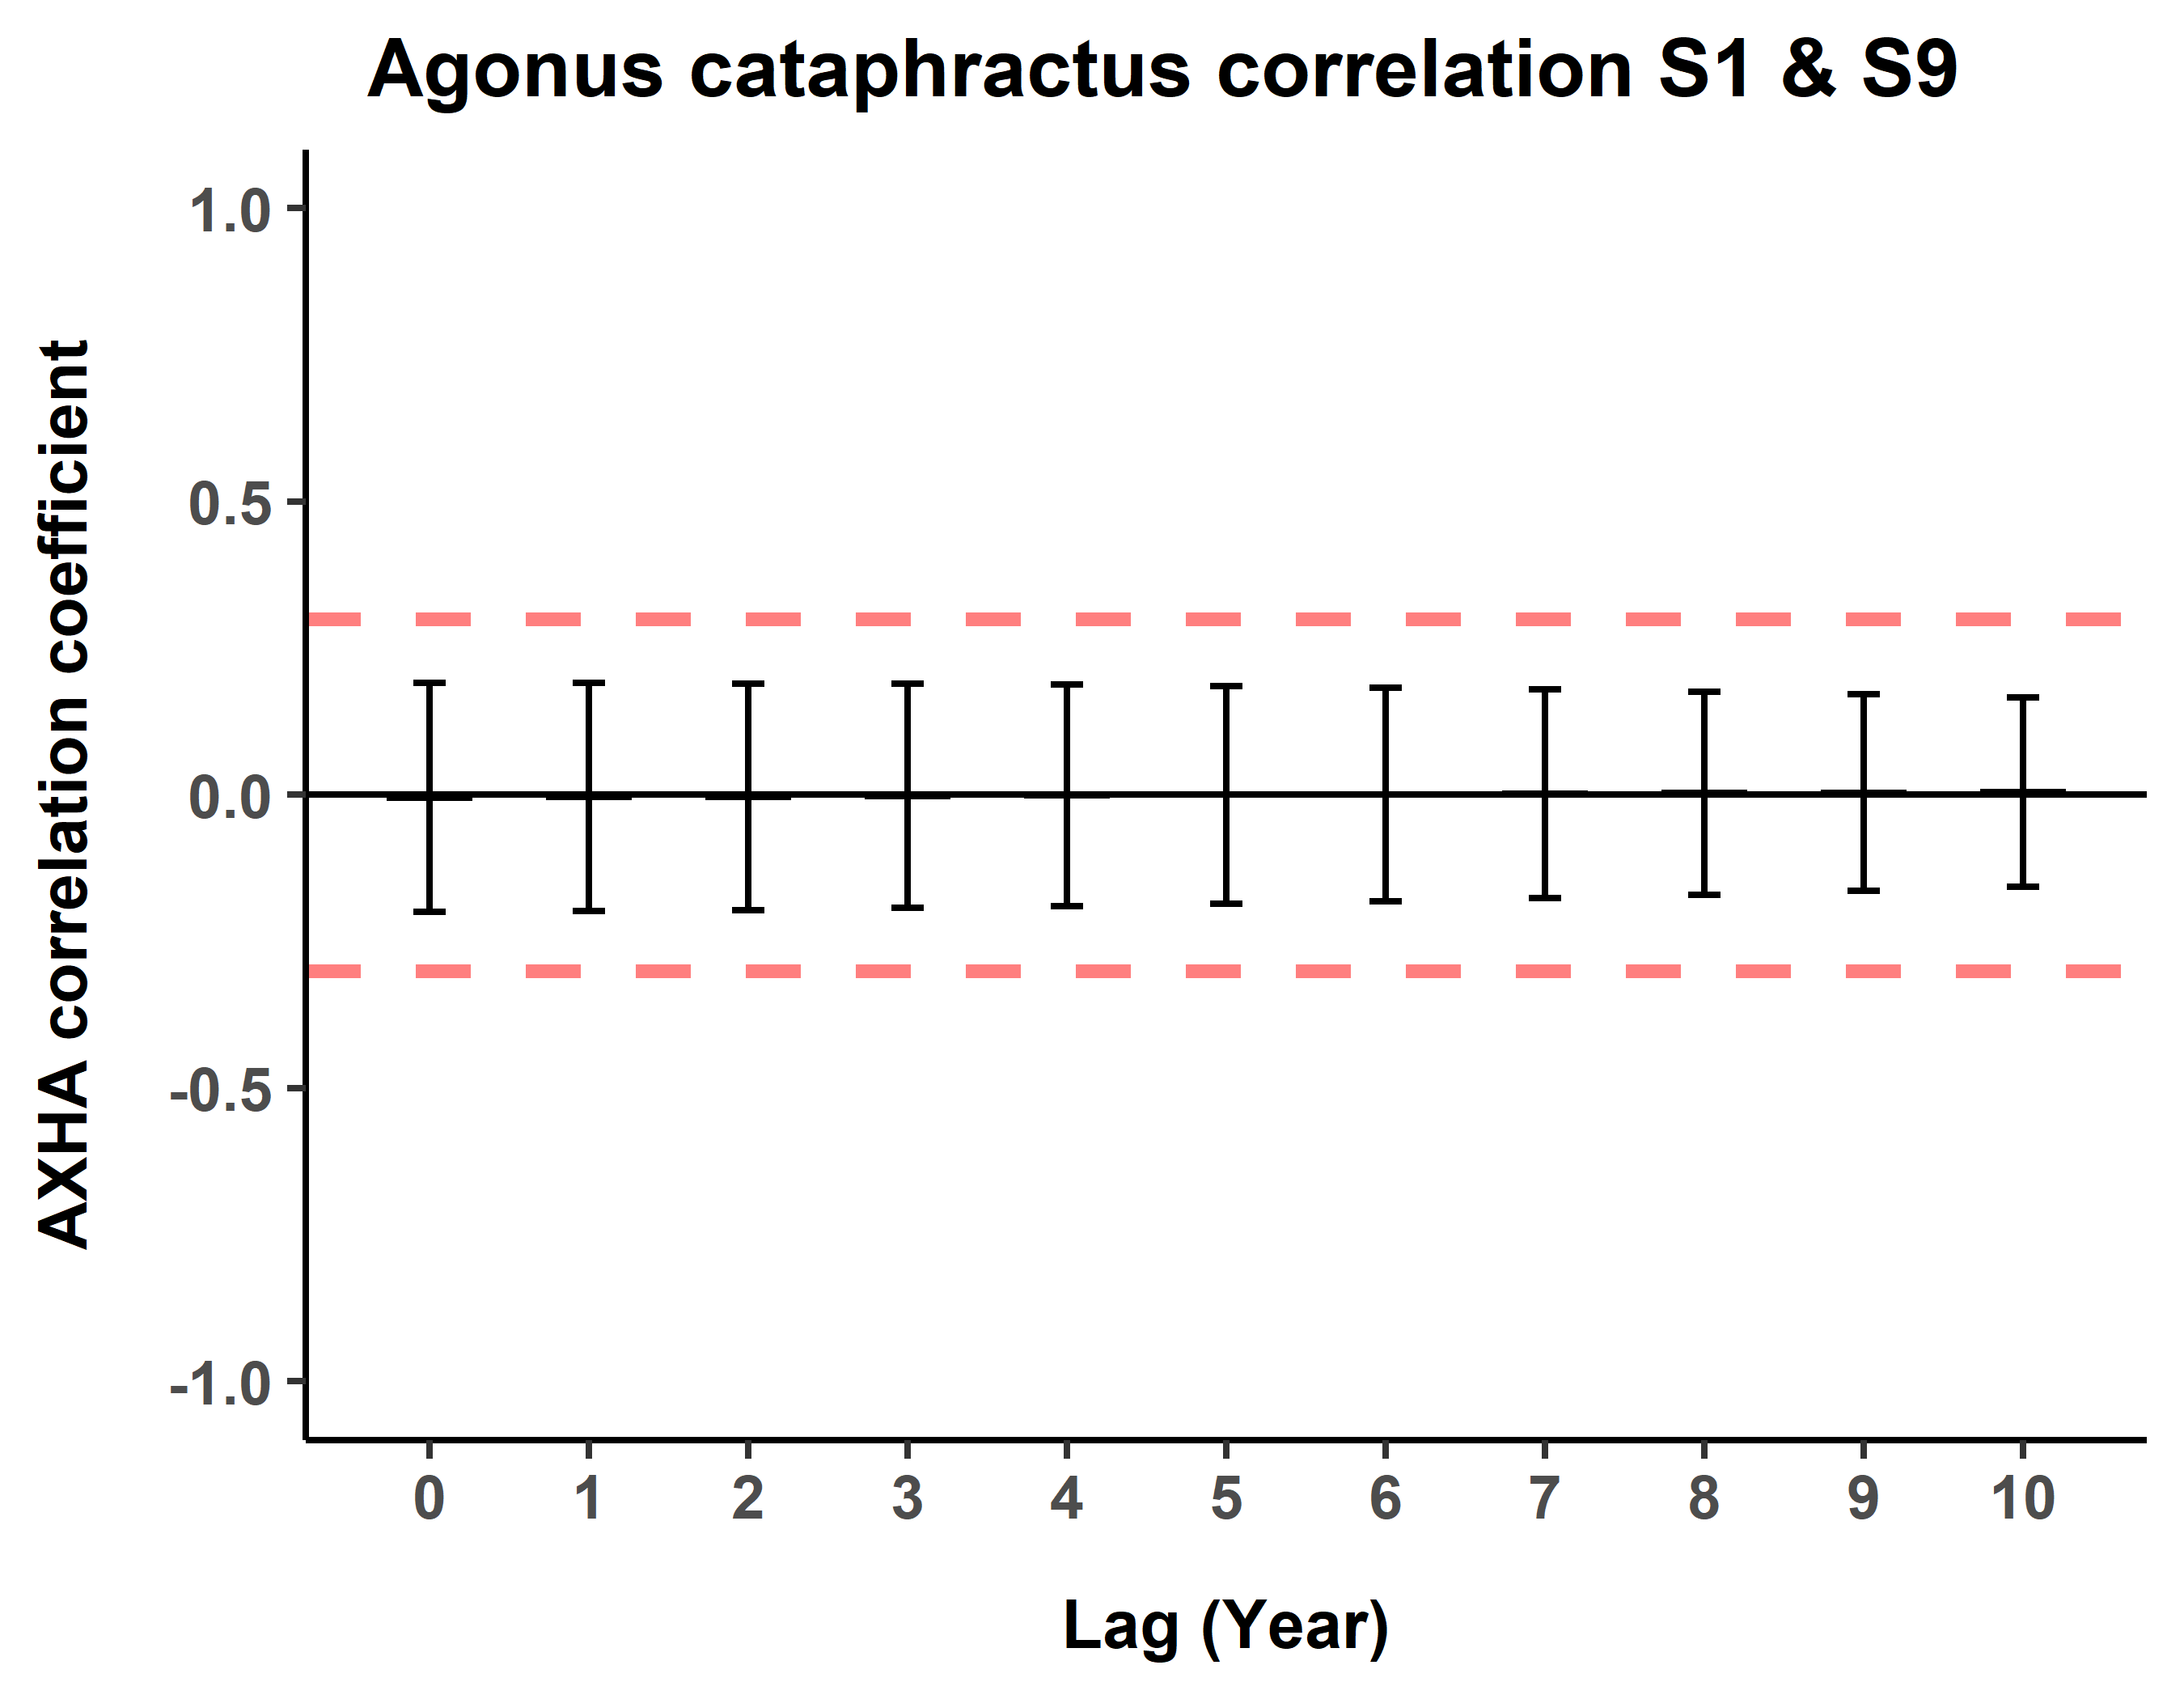 Agonus cataphractus correlation S1 & S9
AXHA correlation coefficient
1.0
0.5
0.0
-0.5
-1.0
0 1 2 3 4 5 6 7 8 9 10
Lag (Year)